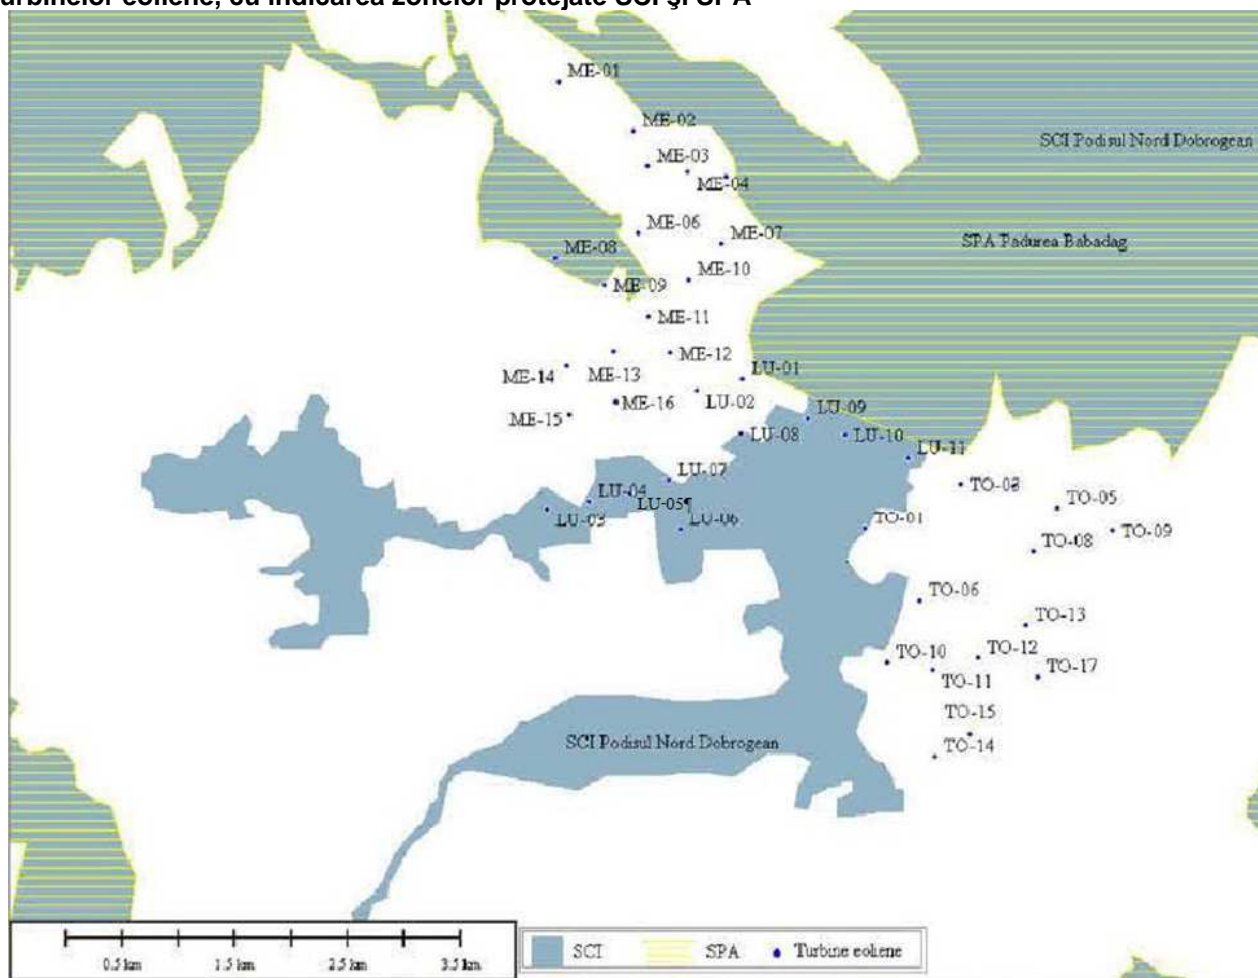 turbinelor eoliene, cu indicarea zonelor protejate SCI şi SPA
ME-01
ME-02
SCI Podisul Nord Dobrogean
ME-03
ME-04
ME-06
ME-07
SPA Padurea Babadag
ME-08
ME-10
ME-09
ME-11
ME-12
LU-01
ME-14
ME-13
ME-16
LU-02
LU-09
ME-15
LU-08
LU-10
LU-11
LU-07
TO-03
LU-04
LU-05¶
TO-05
LU-03
LU-06
TO-01
TO-09
TO-08
TO-06
TO-13
TO-10
TO-12
TO-17
TO-11
TO-15
SCI Podisul Nord Dobrogean
TO-14
0.5 km 1.5 km 2.5 km 3.5 km
SCI SPA Turbine eoliene